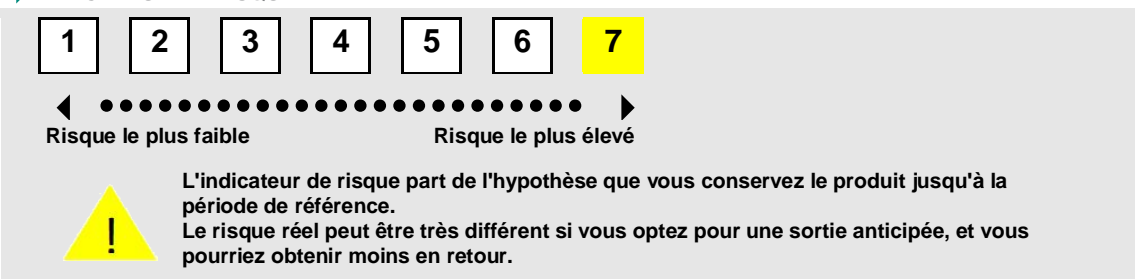 1 2 3 4 5 6 7
Risque le plus faible Risque le plus élevé
L'indicateur de risque part de l'hypothèse que vous conservez le produit jusqu'à la
période de référence.
Le risque réel peut être très différent si vous optez pour une sortie anticipée, et vous
pourriez obtenir moins en retour.
!